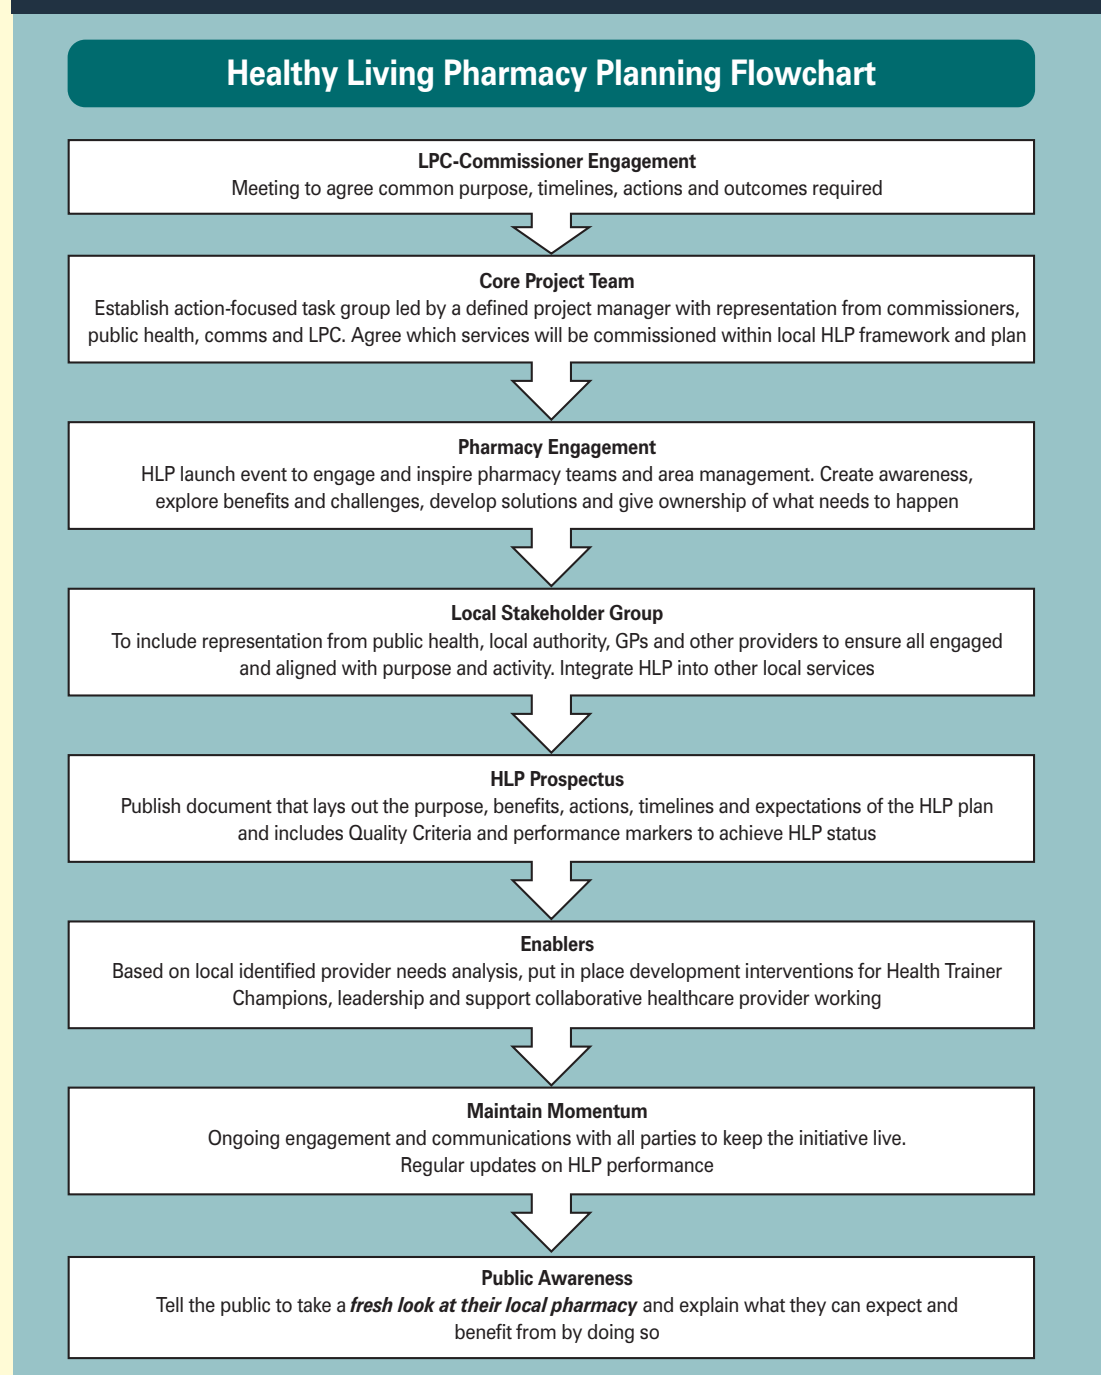 Healthy Living Pharmacy Planning Flowchart
LPC-Commissioner Engagement
Meeting to agree common purpose, timelines, actions and outcomes required
Core Project Team
Establish action-focused task group led by a defined project manager with representation from commissioners,
public health, comms and LPC. Agree which services will be commissioned within local HLP framework and plan
Pharmacy Engagement
HLP launch event to engage and inspire pharmacy teams and area management. Create awareness,
explore benefits and challenges, develop solutions and give ownership of what needs to happen
Local Stakeholder Group
To include representation from public health, local authority, GPs and other providers to ensure all engaged
and aligned with purpose and activity. Integrate HLP into other local services
HLP Prospectus
Publish document that lays out the purpose, benefits, actions, timelines and expectations of the HLP plan
and includes Quality Criteria and performance markers to achieve HLP status
Enablers
Based on local identified provider needs analysis, put in place development interventions for Health Trainer
Champions, leadership and support collaborative healthcare provider working
Maintain Momentum
Ongoing engagement and communications with all parties to keep the initiative live.
Regular updates on HLP performance
Public Awareness
Tell the public to take a fresh look at their local pharmacy and explain what they can expect and
benefit from by doing so